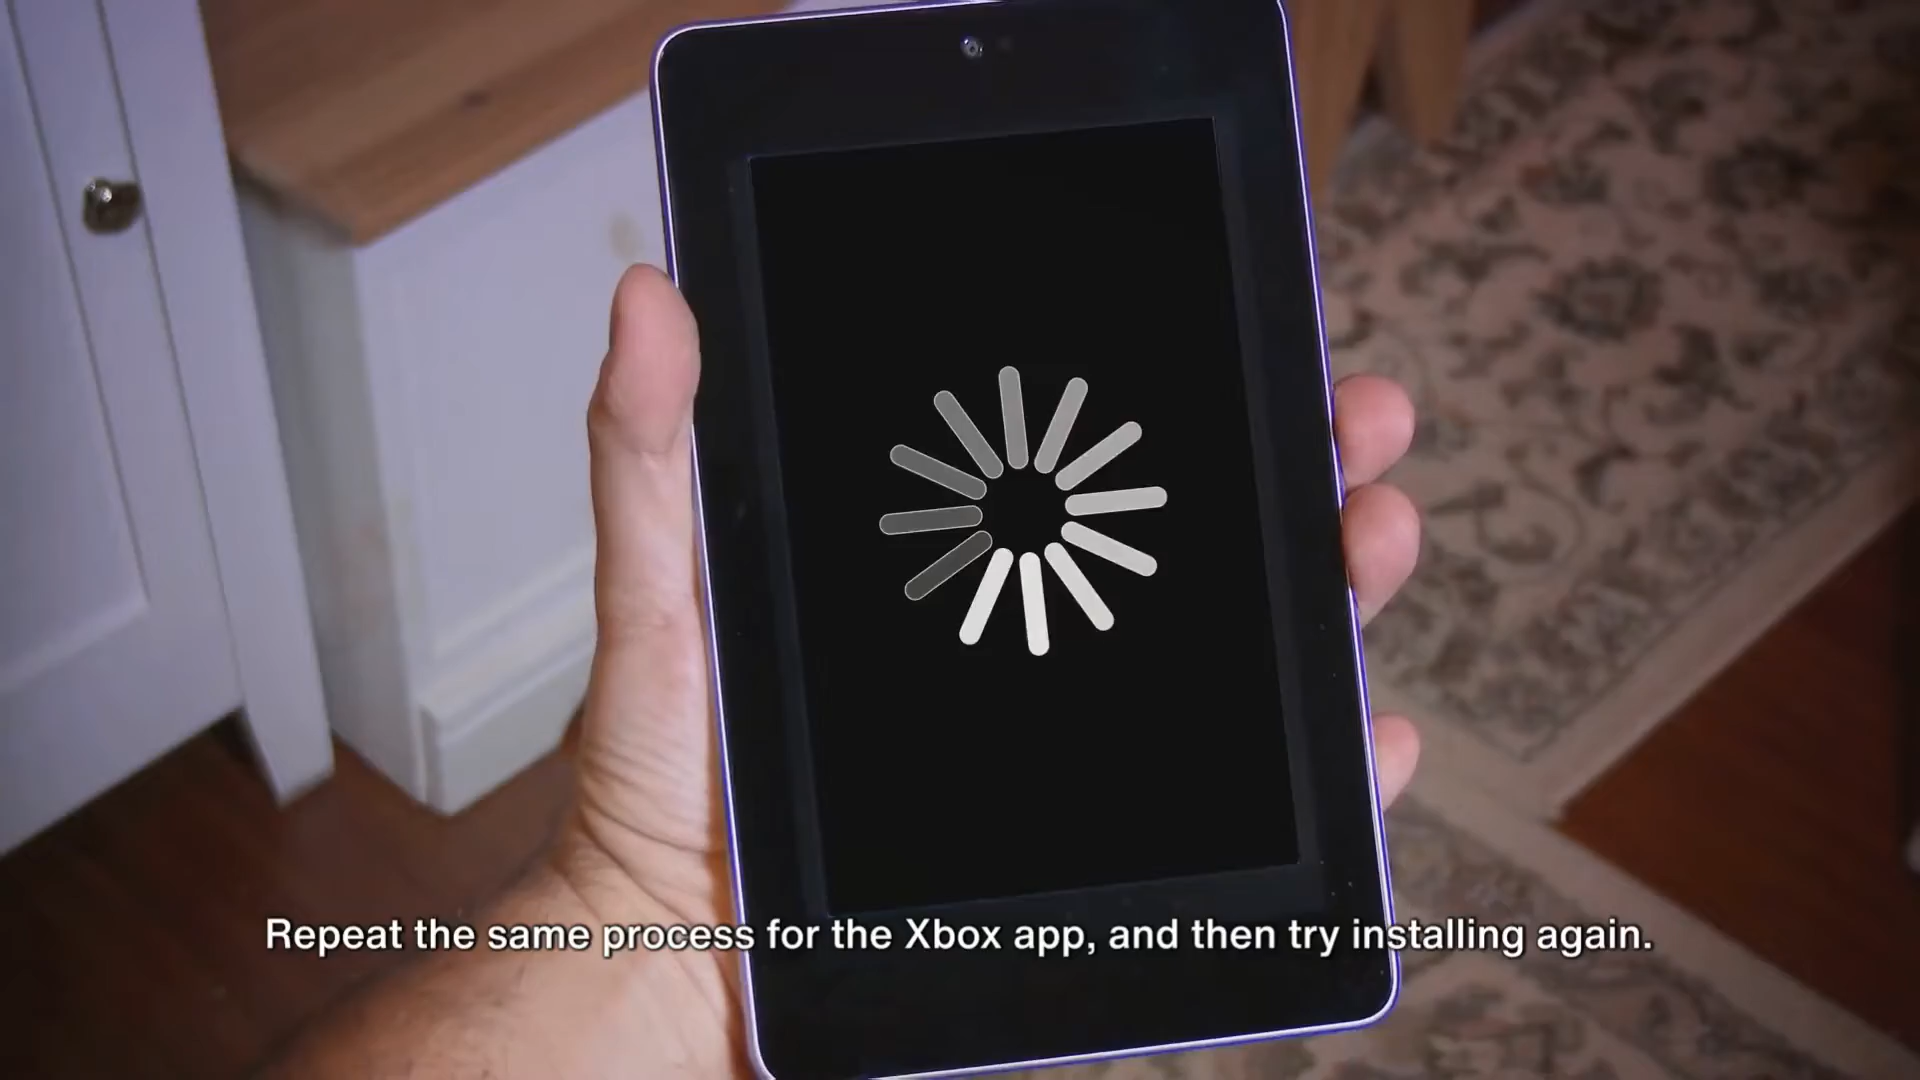 Repeat the same process for the Xbox app, and then try installing again.